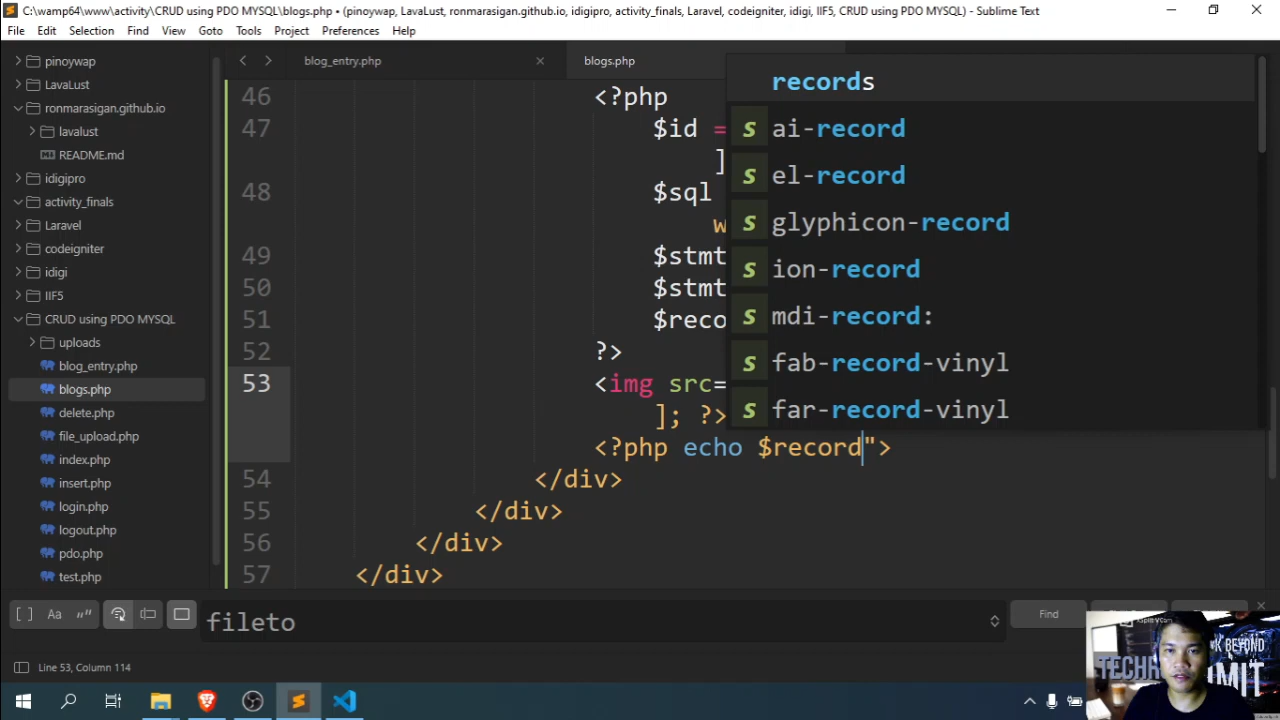 C:\wamp64\www\activity\CRUD using PDO MYSQL\blogs.php • (pinoywap, LavaLust, ronmarasigan.github.io, idigipro, activity_finals, Laravel, codeigniter, idigi, IIF5, CRUD using PDO MYSQL) - Sublime Text
File Edit Selection Find View Goto Tools Project Preferences Help
pinoywap
LavaLust
ronmarasigan.github.io
lavalust
README.md
idigipro
activity_finals
Laravel
codeigniter
idigi
IIF5
CRUD using PDO MYSQL
uploads
blog_entry.php
blogs.php
delete.php
file_upload.php
index.php
insert.php
login.php
logout.php
pdo.php
test.php
blog_entry.php
blogs.php
46 <?php
47 $id =
]
48 $sql
w
49 $stmt
50 $stmt
51 $reco
52 ?>
53 <img src=
]; ?>
<?php echo $record">
54 </div>
55 </div>
56 </div>
57 </div>
records
s ai-record
s el-record
s glyphicon-record
s ion-record
s mdi-record:
s fab-record-vinyl
s far-record-vinyl
[ ] Aa “” fileto Find
Line 53, Column 114